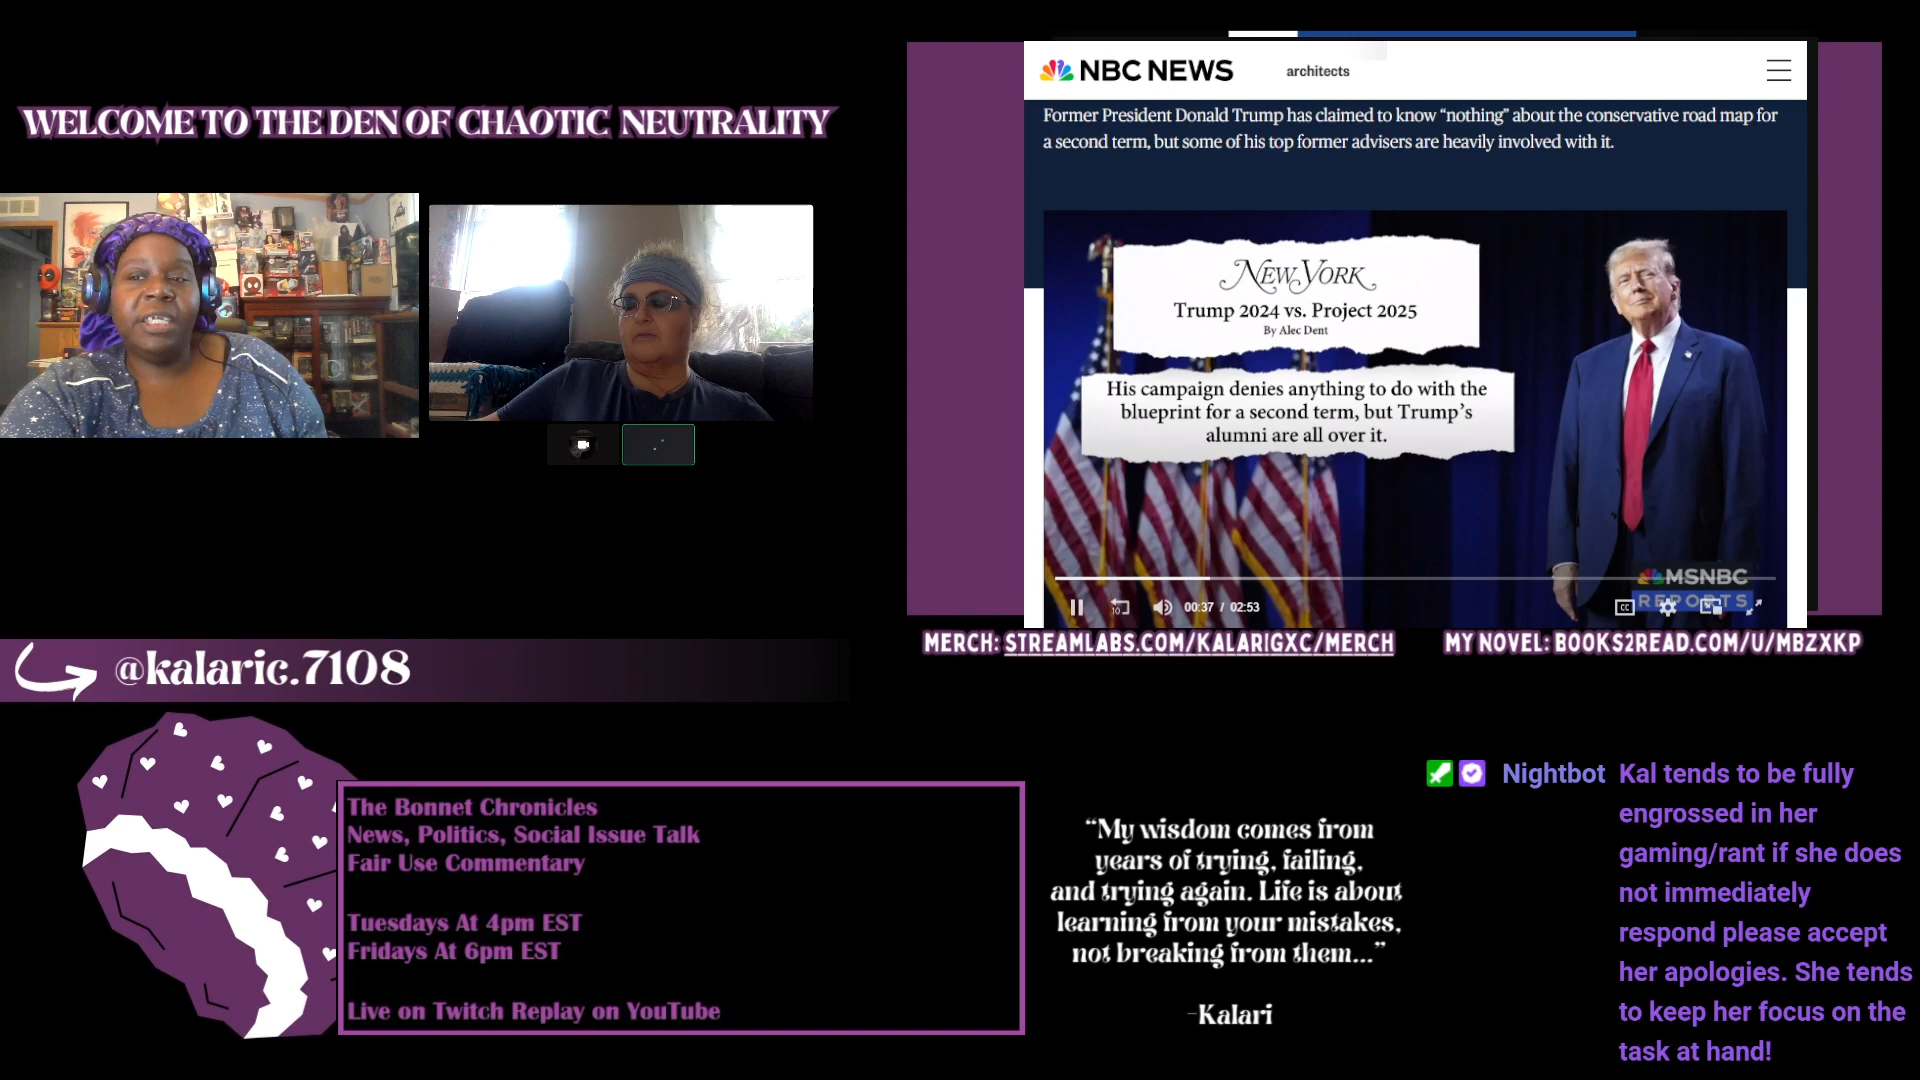 WELCOME TO THE DEN OF CHAOTIC NEUTRALITY
NBC NEWS
architects
Former President Donald Trump has claimed to know “nothing” about the conservative road map for
a second term, but some of his top former advisers are heavily involved with it.
NEW YORK
Trump 2024 vs. Project 2025
By Alec Dent
His campaign denies anything to do with the
blueprint for a second term, but Trump’s
alumni are all over it.
MSNBC
REPORTS
10
00:37 / 02:53
CC
MERCH: STREAMLABS.COM/KALARIGXC/MERCH
MY NOVEL: BOOKS2READ.COM/U/MBZXKP
@kalaric.7108
The Bonnet Chronicles
News, Politics, Social Issue Talk
Fair Use Commentary
Tuesdays At 4pm EST
Fridays At 6pm EST
Live on Twitch Replay on YouTube
“My wisdom comes from
years of trying, failing,
and trying again. Life is about
learning from your mistakes,
not breaking from them...”
-Kalari
Nightbot Kal tends to be fully
engrossed in her
gaming/rant if she does
not immediately
respond please accept
her apologies. She tends
to keep her focus on the
task at hand!